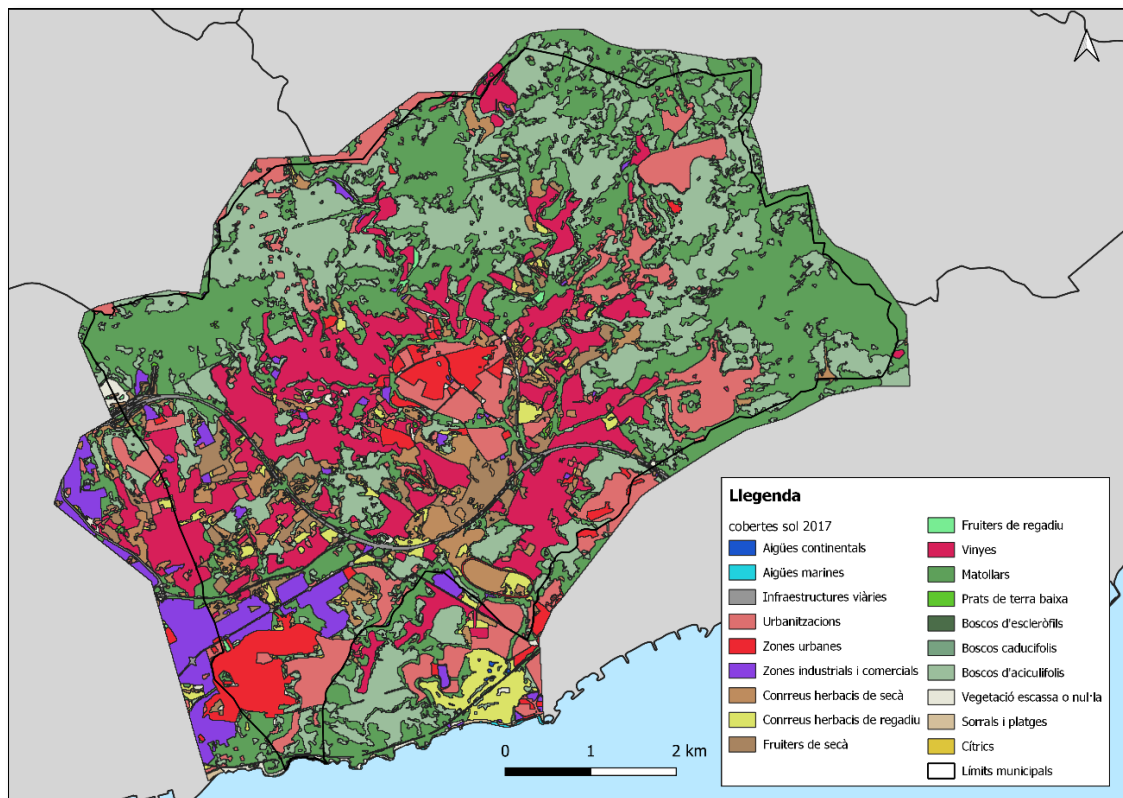 Llegenda
cobertes sol 2017
Aigües continentals
Aigües marines
Infraestructures viàries
Urbanitzacions
Zones urbanes
Zones industrials i comercials
Conrreus herbacis de secà
Conrreus herbacis de regadiu
Fruiters de secà
Fruiters de regadiu
Vinyes
Matollars
Prats de terra baixa
Boscos d'escleròfils
Boscos caducifolis
Boscos d'aciculifolis
Vegetació escassa o nul·la
Sorrals i platges
Cítrics
Límits municipals
0 1 2 km